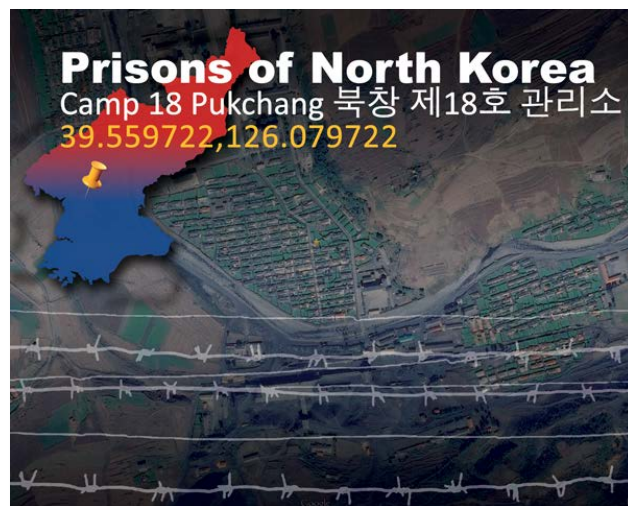 Prisons of North Korea
Camp 18 Pukchang 북창 제18호 관리소
39.559722,126.079722
Google